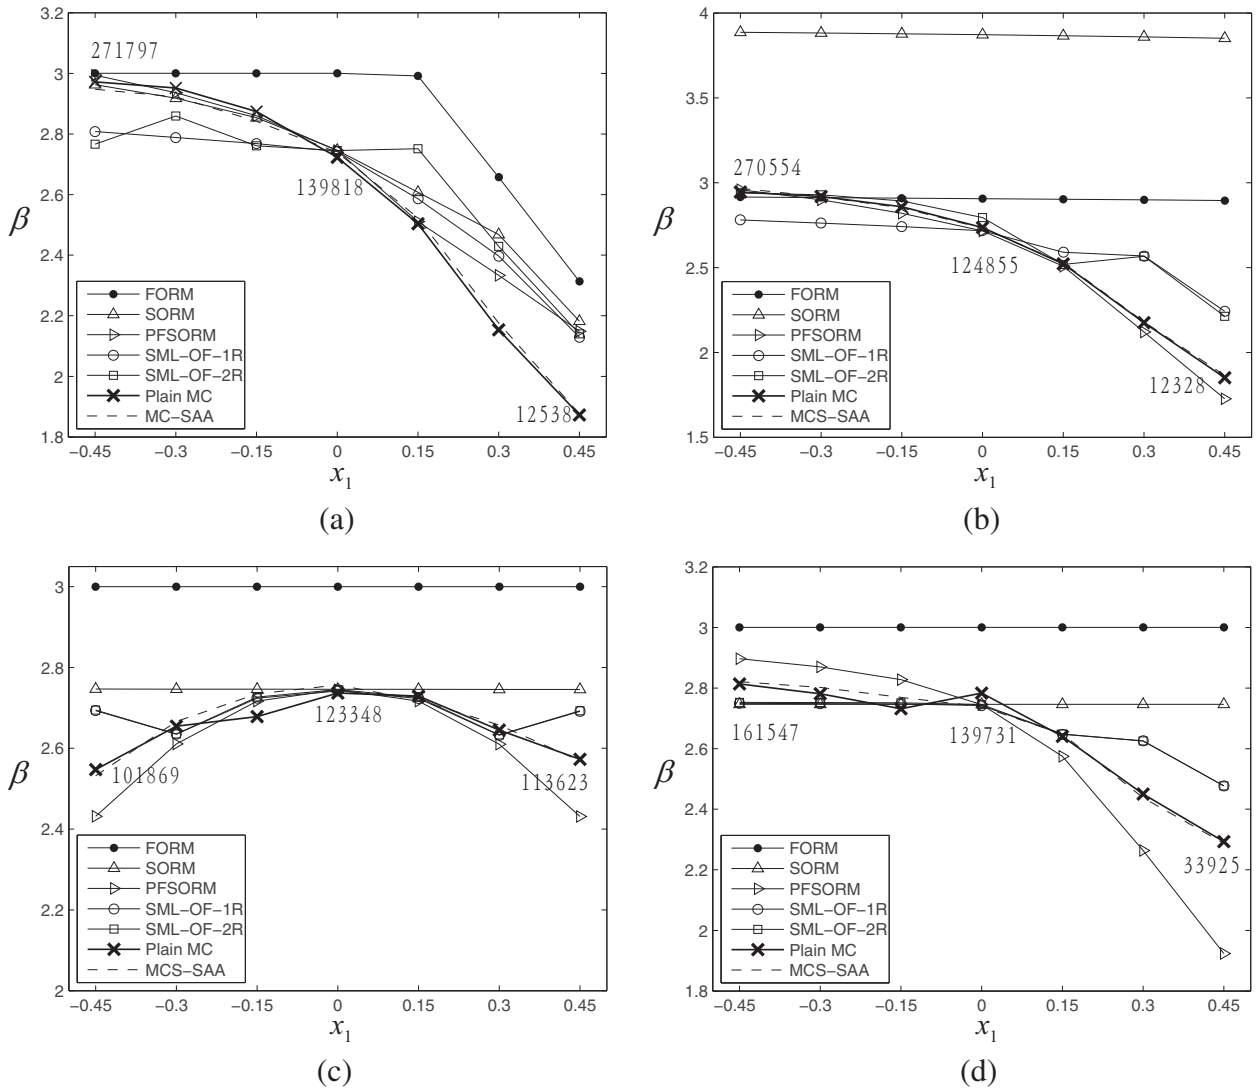 3.2
3
2.8
2.6
2.4
2.2
2
1.8
β
271797
139818
12538
FORM
SORM
PFSORM
SML−OF−1R
SML−OF−2R
Plain MC
MC−SAA
−0.45 −0.3 −0.15 0 0.15 0.3 0.45
x1
(a)
4
3.5
3
2.5
2
1.5
β
270554
124855
12328
FORM
SORM
PFSORM
SML−OF−1R
SML−OF−2R
Plain MC
MCS−SAA
−0.45 −0.3 −0.15 0 0.15 0.3 0.45
x1
(b)
3
2.8
2.6
2.4
2.2
2
β
123348
101869
113623
FORM
SORM
PFSORM
SML−OF−1R
SML−OF−2R
Plain MC
MCS−SAA
−0.45 −0.3 −0.15 0 0.15 0.3 0.45
x1
(c)
3.2
3
2.8
2.6
2.4
2.2
2
1.8
β
161547
139731
33925
FORM
SORM
PFSORM
SML−OF−1R
SML−OF−2R
Plain MC
MCS−SAA
−0.45 −0.3 −0.15 0 0.15 0.3 0.45
x1
(d)